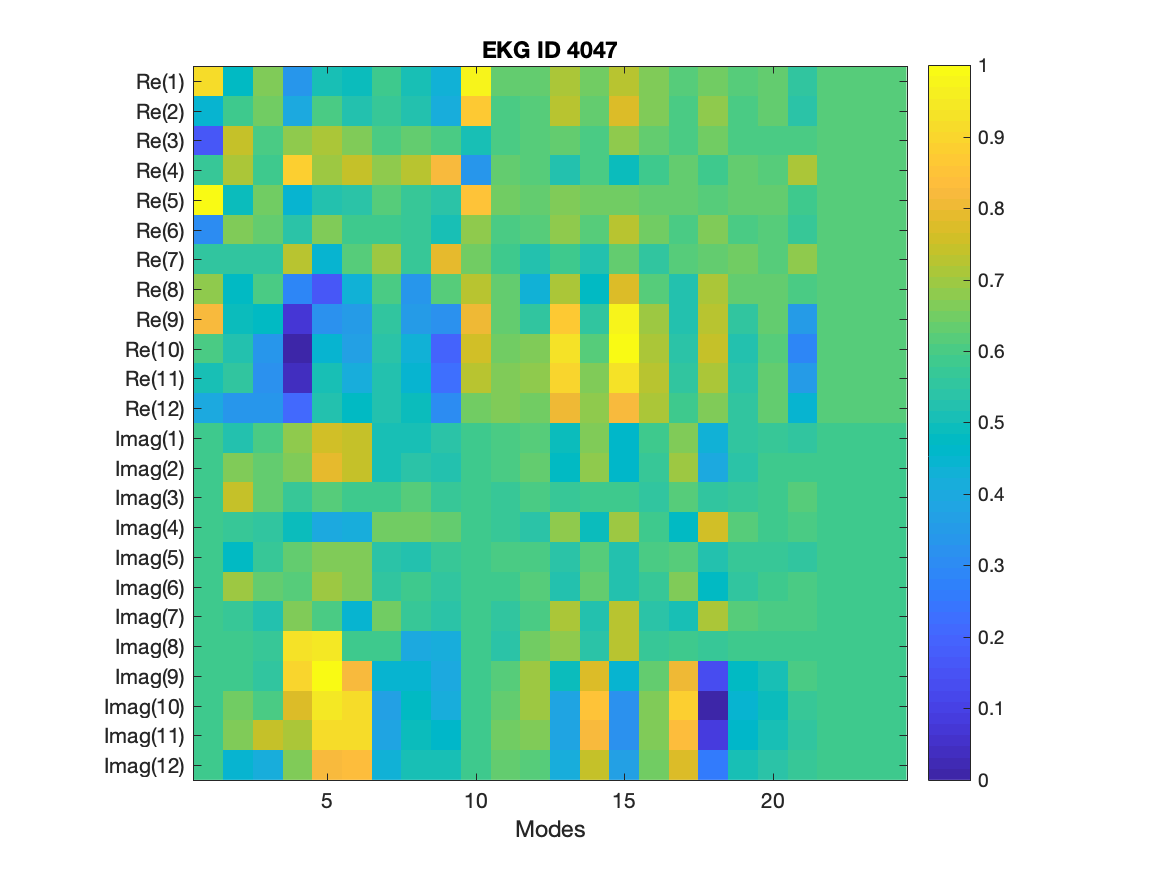 EKG ID 4047
Re(1)
Re(2)
Re(3)
Re(4)
Re(5)
Re(6)
Re(7)
Re(8)
Re(9)
Re(10)
Re(11)
Re(12)
Imag(1)
Imag(2)
Imag(3)
Imag(4)
Imag(5)
Imag(6)
Imag(7)
Imag(8)
Imag(9)
Imag(10)
Imag(11)
Imag(12)
5 10 15 20
Modes
1
0.9
0.8
0.7
0.6
0.5
0.4
0.3
0.2
0.1
0